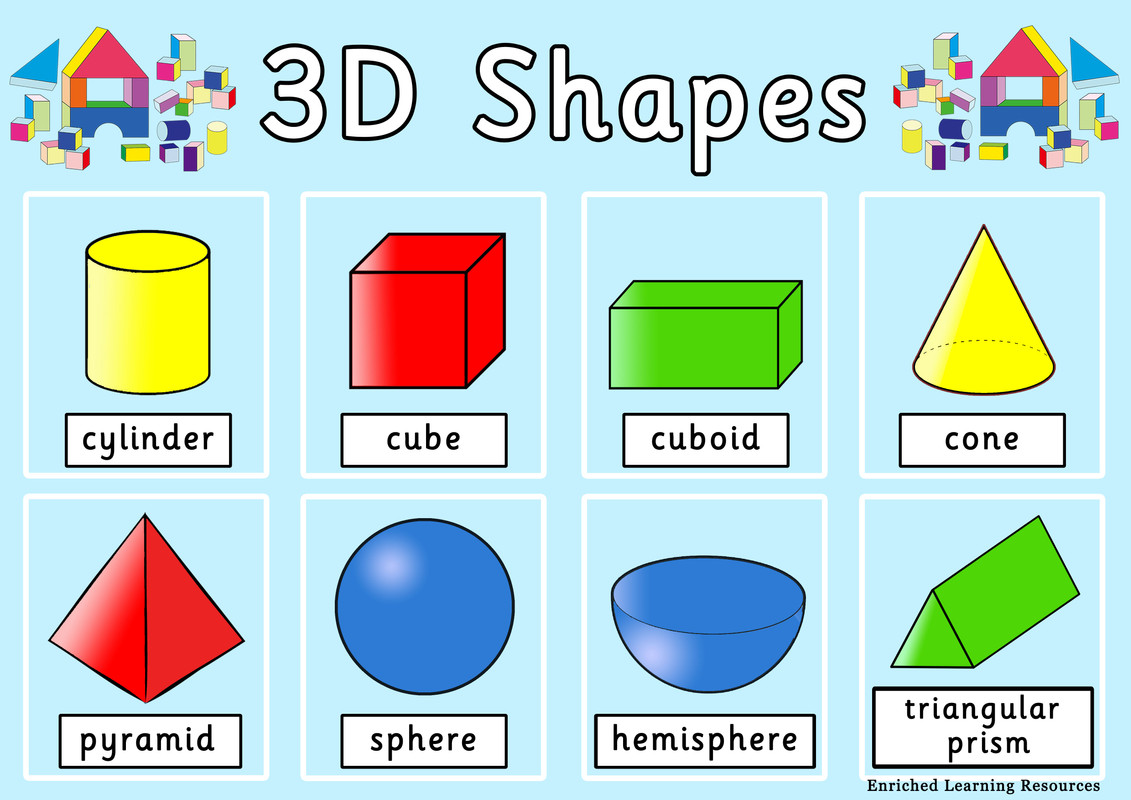 3D Shapes
cylinder
cube
cuboid
cone
pyramid
sphere
hemisphere
triangular
prism
Enriched Learning Resources